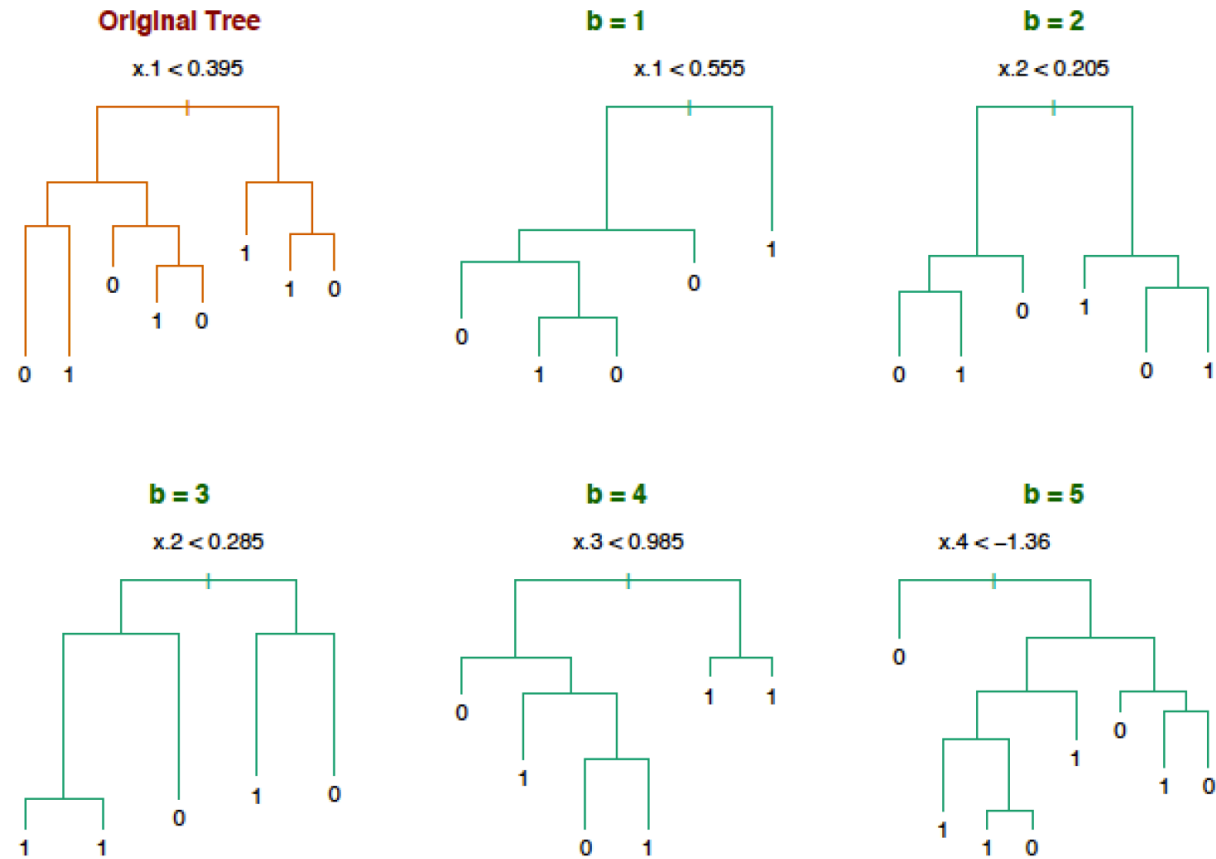 Original Tree
x.1 < 0.395
1
0
1 0
1 0
0 1
b = 1
x.1 < 0.555
1
0
0
1 0
b = 2
x.2 < 0.205
0
1
0 1
0 1
b = 3
x.2 < 0.285
1 0
0
1 1
b = 4
x.3 < 0.985
0
1 1
1
0 1
b = 5
x.4 < −1.36
0
0
1
1 0
1
1 0